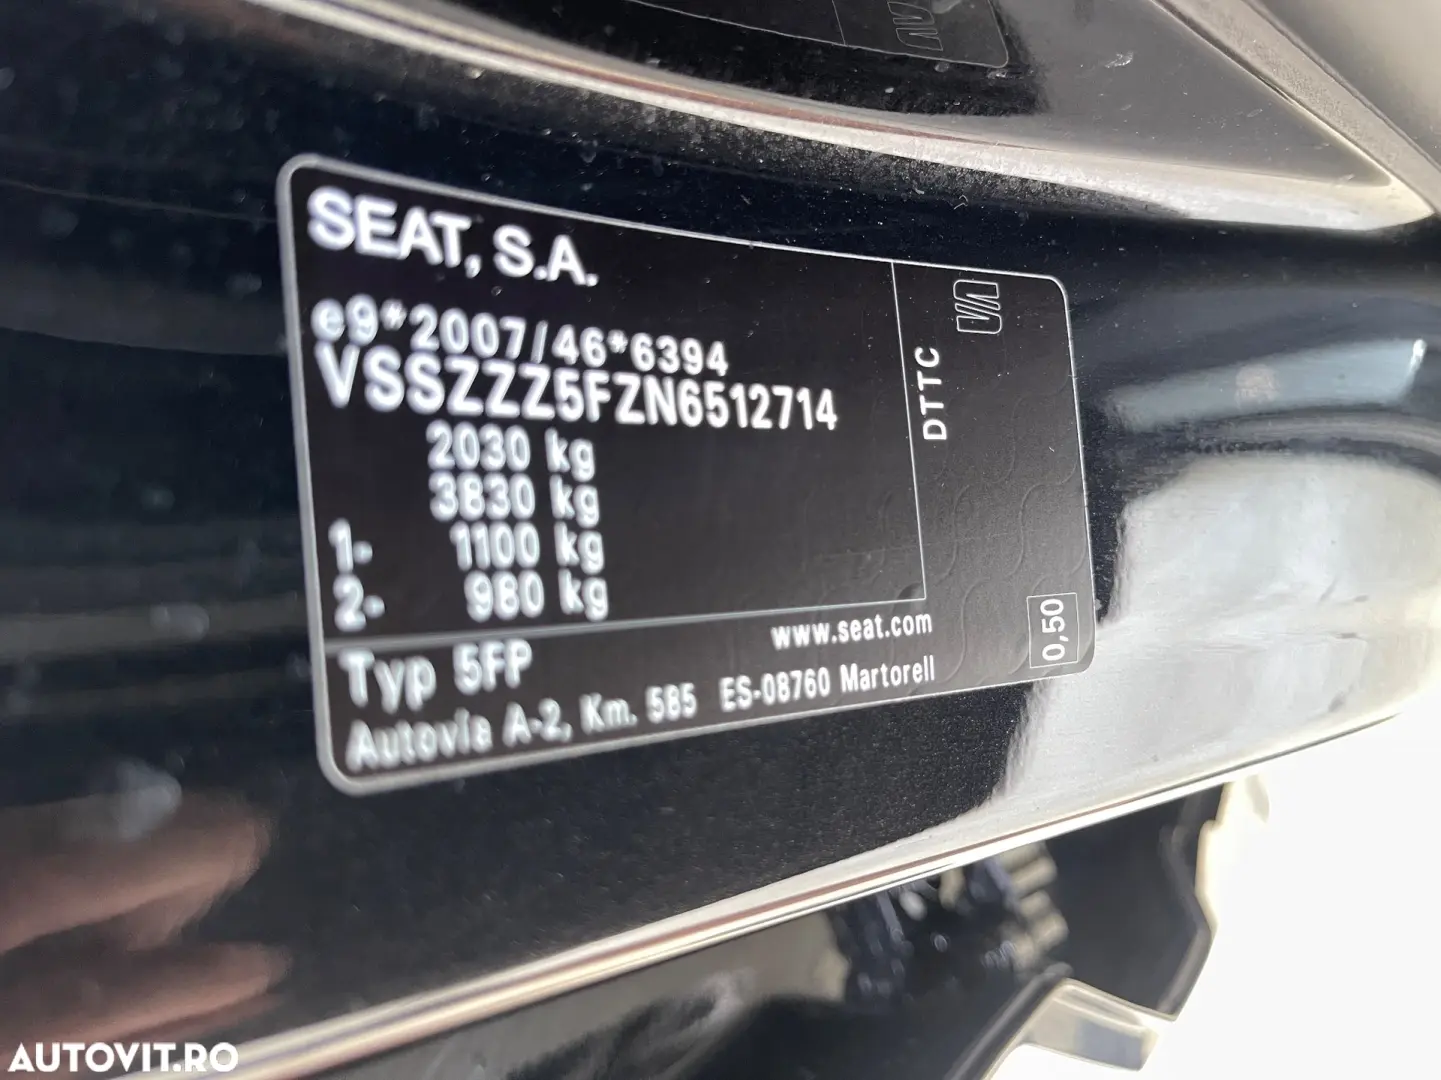 SEAT, S.A.
e9*2007/46*6394
VSSZZZ5FZN6512714
2030 kg
3830 kg
1- 1100 kg
2- 980 kg
DTTC
0,50
Typ 5FP
www.seat.com
Autovía A-2, Km. 585 ES-08760 Martorell
AUTOVIT.RO